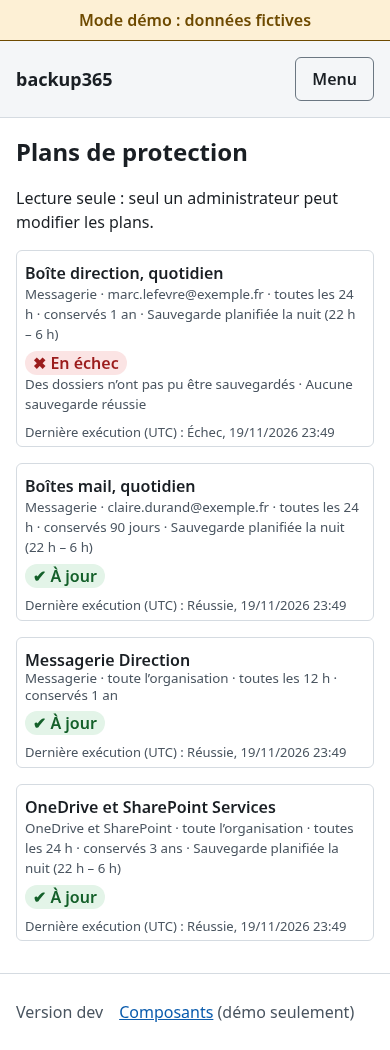 Mode démo : données fictives
backup365
Menu
Plans de protection
Lecture seule : seul un administrateur peut
modifier les plans.
Boîte direction, quotidien
Messagerie · marc.lefevre@exemple.fr · toutes les 24
h · conservés 1 an · Sauvegarde planifiée la nuit (22 h
– 6 h)
✖ En échec
Des dossiers n’ont pas pu être sauvegardés · Aucune
sauvegarde réussie
Dernière exécution (UTC) : Échec, 19/11/2026 23:49
Boîtes mail, quotidien
Messagerie · claire.durand@exemple.fr · toutes les 24
h · conservés 90 jours · Sauvegarde planifiée la nuit
(22 h – 6 h)
✔ À jour
Dernière exécution (UTC) : Réussie, 19/11/2026 23:49
Messagerie Direction
Messagerie · toute l’organisation · toutes les 12 h ·
conservés 1 an
✔ À jour
Dernière exécution (UTC) : Réussie, 19/11/2026 23:49
OneDrive et SharePoint Services
OneDrive et SharePoint · toute l’organisation · toutes
les 24 h · conservés 3 ans · Sauvegarde planifiée la
nuit (22 h – 6 h)
✔ À jour
Dernière exécution (UTC) : Réussie, 19/11/2026 23:49
Version dev Composants (démo seulement)